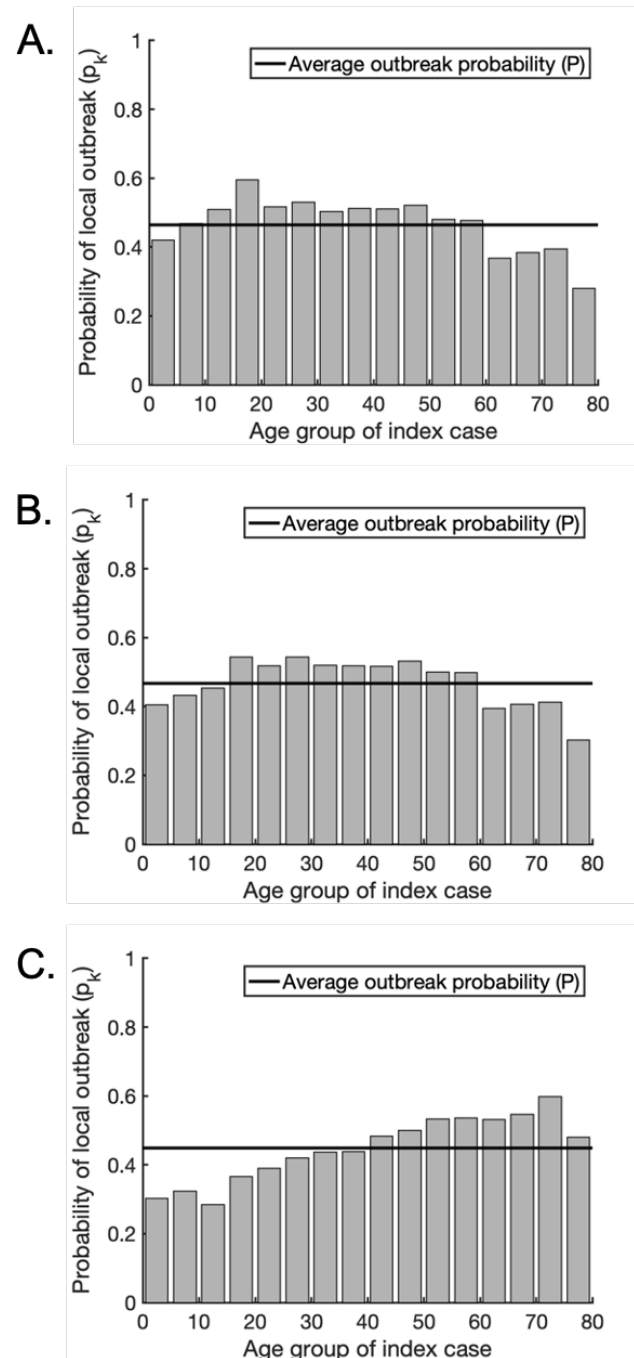 A.
Probability of local outbreak (pk)
1
0.8
0.6
0.4
0.2
0
Average outbreak probability (P)
0 10 20 30 40 50 60 70 80
Age group of index case
B.
Probability of local outbreak (pk)
1
0.8
0.6
0.4
0.2
0
Average outbreak probability (P)
0 10 20 30 40 50 60 70 80
Age group of index case
C.
Probability of local outbreak (pk)
1
0.8
0.6
0.4
0.2
0
Average outbreak probability (P)
0 10 20 30 40 50 60 70 80
Age group of index case